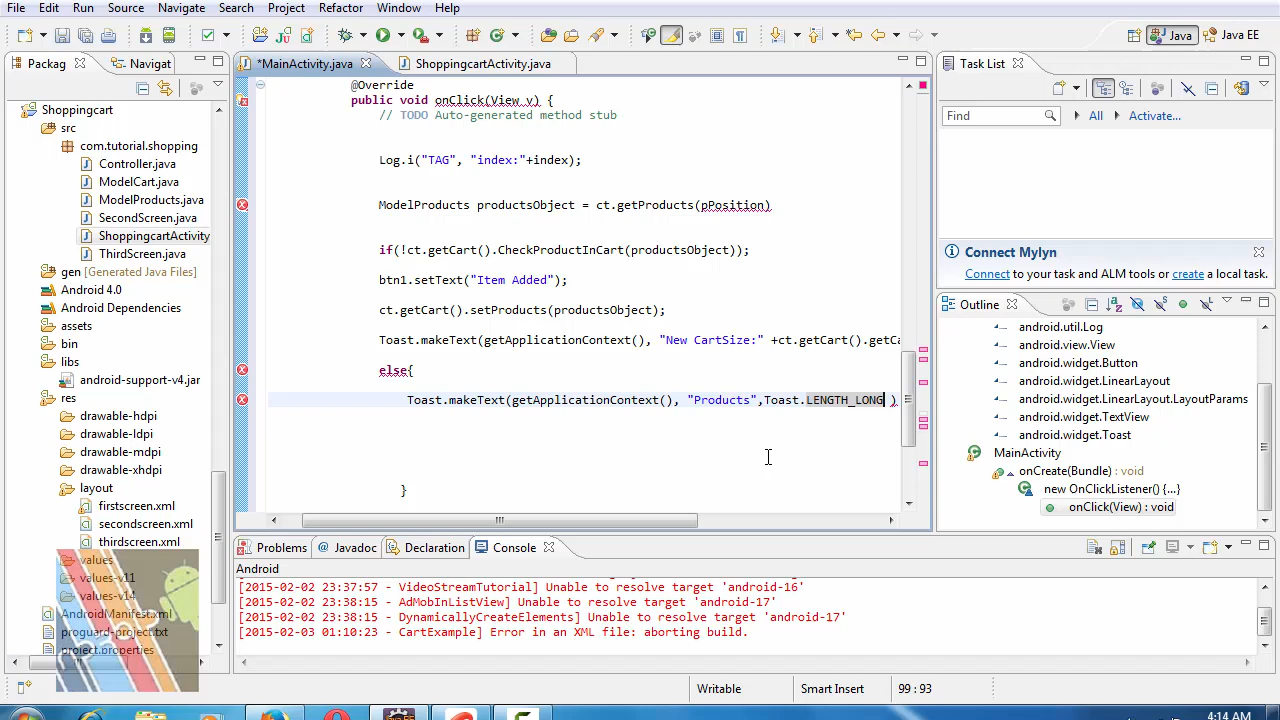 File Edit Run Source Navigate Search Project Refactor Window Help
Java
Java EE
Packag
Navigat
*MainActivity.java
ShoppingcartActivity.java
Task List
Find
All
Activate...
Shoppingcart
src
com.tutorial.shopping
Controller.java
ModelCart.java
ModelProducts.java
SecondScreen.java
ShoppingcartActivity
ThirdScreen.java
gen [Generated Java Files]
Android 4.0
Android Dependencies
assets
bin
libs
android-support-v4.jar
res
drawable-hdpi
drawable-ldpi
drawable-mdpi
drawable-xhdpi
layout
firstscreen.xml
secondscreen.xml
thirdscreen.xml
values
values-v11
values-v14
AndroidManifest.xml
proguard-project.txt
project.properties
@Override
public void onClick(View v) {
// TODO Auto-generated method stub
Log.i("TAG", "index:"+index);
ModelProducts productsObject = ct.getProducts(pPosition)
if(!ct.getCart().CheckProductInCart(productsObject));
btn1.setText("Item Added");
ct.getCart().setProducts(productsObject);
Toast.makeText(getApplicationContext(), "New CartSize:" +ct.getCart().getCa
else{
Toast.makeText(getApplicationContext(), "Products",Toast.LENGTH_LONG )
}
Connect Mylyn
Connect to your task and ALM tools or create a local task.
Outline
android.util.Log
android.view.View
android.widget.Button
android.widget.LinearLayout
android.widget.LinearLayout.LayoutParams
android.widget.TextView
android.widget.Toast
MainActivity
onCreate(Bundle) : void
new OnClickListener() {...}
onClick(View) : void
Problems
Javadoc
Declaration
Console
Android
[2015-02-02 23:37:57 - VideoStreamTutorial] Unable to resolve target 'android-16'
[2015-02-02 23:38:15 - AdMobInListView] Unable to resolve target 'android-17'
[2015-02-02 23:38:15 - DynamicallyCreateElements] Unable to resolve target 'android-17'
[2015-02-03 01:10:23 - CartExample] Error in an XML file: aborting build.
Writable
Smart Insert
99 : 93
4:14 AM